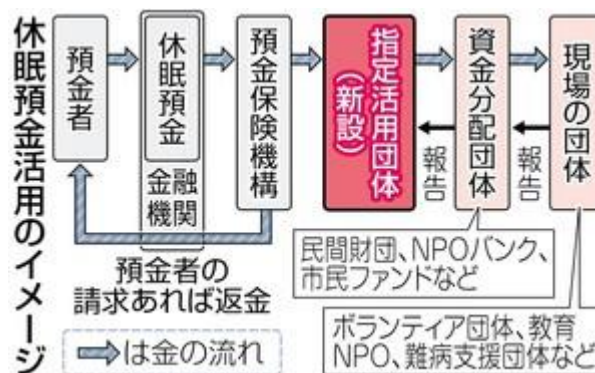 休眠預金活用のイメージ
預金者
休眠預金
金融
機関
預金保険機構
指定活用団体
（新設）
資金分配団体
現場の団体
報告
報告
預金者の
請求あれば返金
民間財団、NPOバンク、
市民ファンドなど
ボランティア団体、教育
NPO、難病支援団体など
は金の流れ